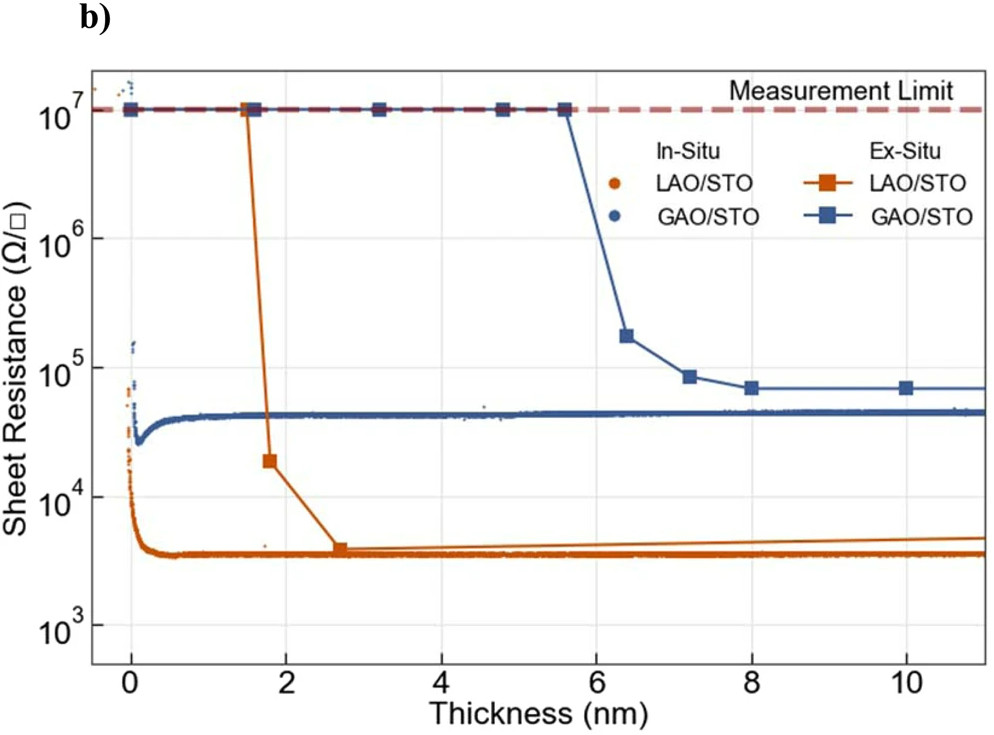 b)
Measurement Limit
In-Situ Ex-Situ
LAO/STO LAO/STO
GAO/STO GAO/STO
10⁷
10⁶
10⁵
10⁴
10³
Sheet Resistance (Ω/□)
0 2 4 6 8 10
Thickness (nm)